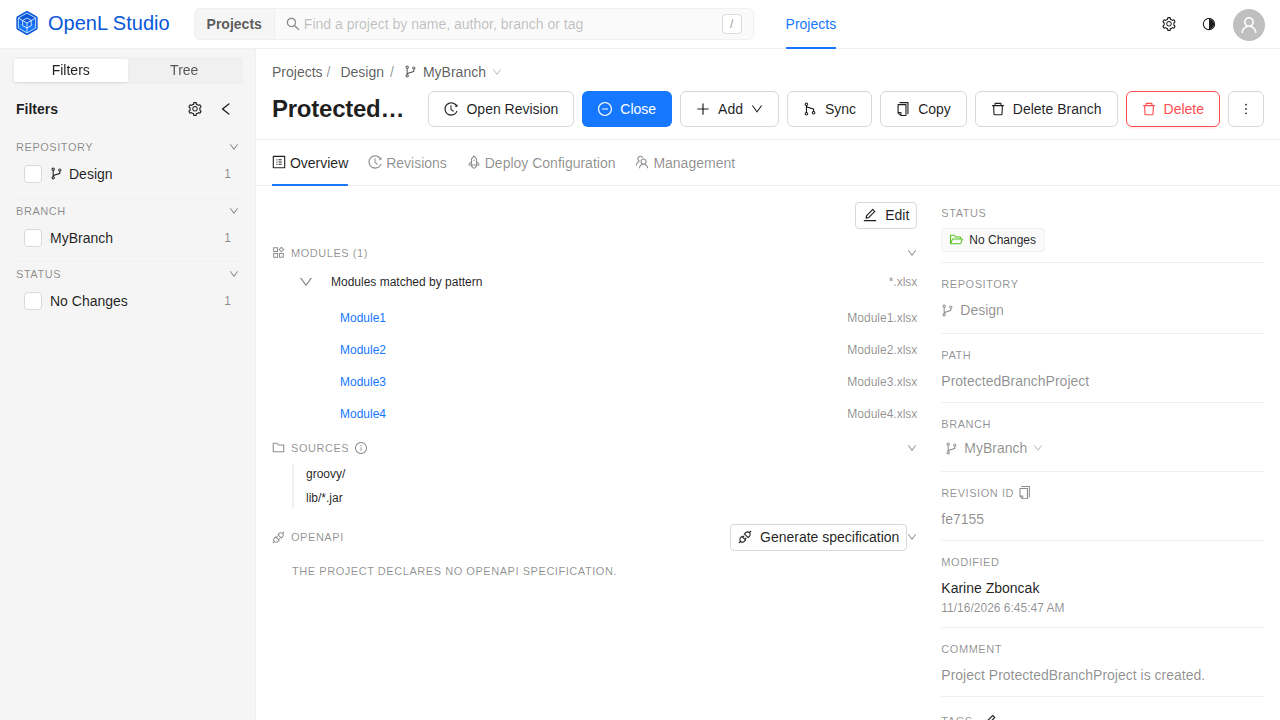 OpenL Studio
Projects
Find a project by name, author, branch or tag
/
Projects
Filters
Tree
Filters
REPOSITORY
Design 1
BRANCH
MyBranch 1
STATUS
No Changes 1
Projects / Design / MyBranch
Protected…
Open Revision
Close
Add
Sync
Copy
Delete Branch
Delete
Overview
Revisions
Deploy Configuration
Management
Edit
MODULES (1)
Modules matched by pattern *.xlsx
Module1 Module1.xlsx
Module2 Module2.xlsx
Module3 Module3.xlsx
Module4 Module4.xlsx
SOURCES
groovy/
lib/*.jar
OPENAPI
Generate specification
THE PROJECT DECLARES NO OPENAPI SPECIFICATION.
STATUS
No Changes
REPOSITORY
Design
PATH
ProtectedBranchProject
BRANCH
MyBranch
REVISION ID
fe7155
MODIFIED
Karine Zboncak
11/16/2026 6:45:47 AM
COMMENT
Project ProtectedBranchProject is created.
TAGS